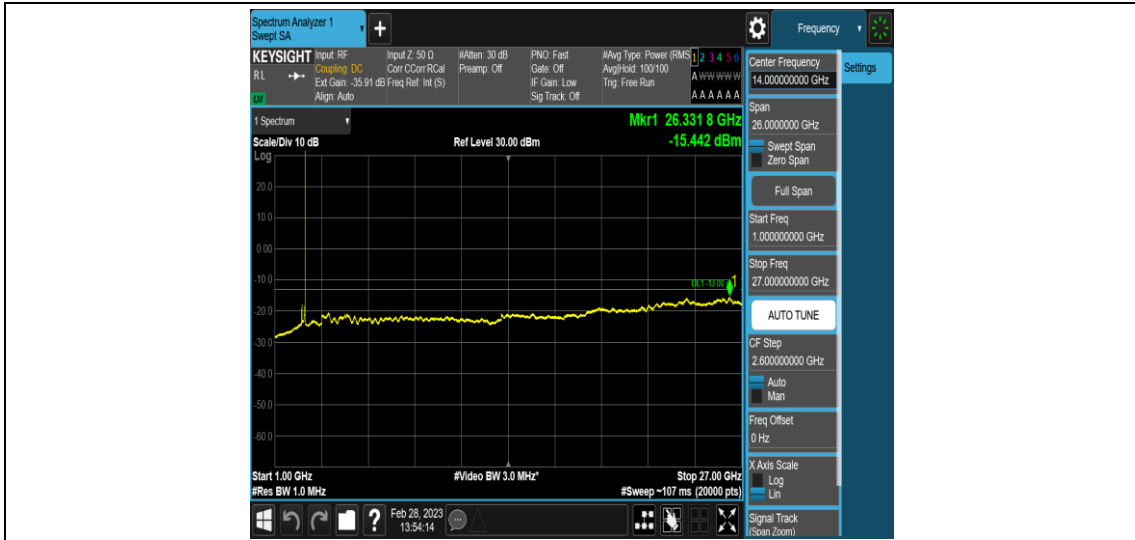 Spectrum Analyzer 1
Swept SA
Frequency
KEYSIGHT
RL
Input: RF
Coupling: DC
Ext Gain: -35.91 dB
Align: Auto
Input Z: 50 Ω
Corr CCorr RCal
Freq Ref: Int (S)
#Atten: 30 dB
Preamp: Off
PNO: Fast
Gate: Off
IF Gain: Low
Sig Track: Off
#Avg Type: Power (RMS
Avg|Hold: 100/100
Trig: Free Run
1 2 3 4 5 6
A W W W W W
A A A A A A
1 Spectrum
Mkr1 26.331 8 GHz
Scale/Div 10 dB
Ref Level 30.00 dBm
-15.442 dBm
Log
20.0
10.0
0.00
-10.0
DL1 -13.00
1
-20.0
-30.0
-40.0
-50.0
-60.0
Start 1.00 GHz
#Video BW 3.0 MHz*
Stop 27.00 GHz
#Res BW 1.0 MHz
#Sweep ~107 ms (20000 pts)
Feb 28, 2023
13:54:14
?
Center Frequency
14.000000000 GHz
Settings
Span
26.0000000 GHz
Swept Span
Zero Span
Full Span
Start Freq
1.000000000 GHz
Stop Freq
27.000000000 GHz
AUTO TUNE
CF Step
2.600000000 GHz
Auto
Man
Freq Offset
0 Hz
X Axis Scale
Log
Lin
Signal Track
(Span Zoom)